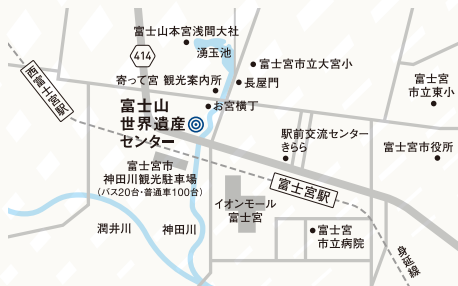 富士山本宮浅間大社
湧玉池
414
富士宮市立大宮小
寄って宮 観光案内所
長屋門
富士宮
市立東小
西富士宮駅
富士山
世界遺産
センター
お宮横丁
駅前交流センター
きらら
富士宮市役所
富士宮市
神田川観光駐車場
(バス20台・普通車100台)
富士宮駅
イオンモール
富士宮
潤井川
神田川
富士宮
市立病院
身延線